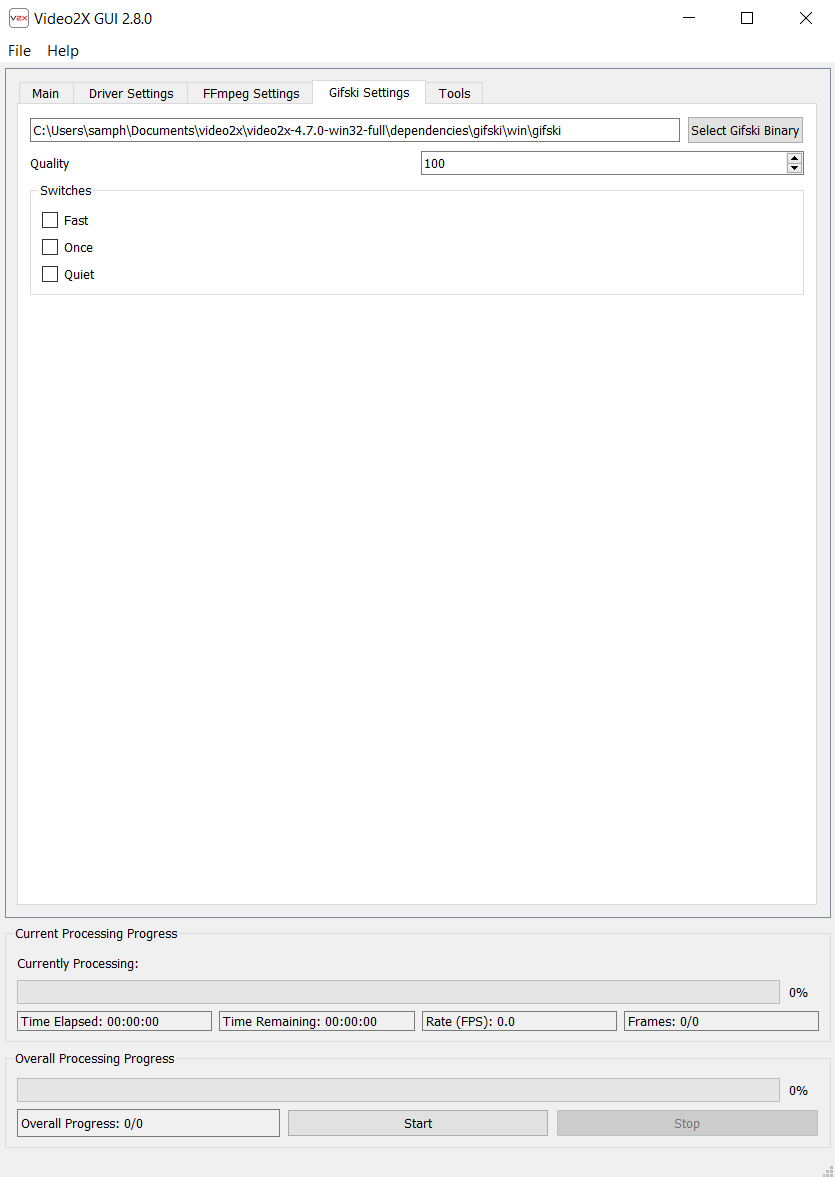 V2X Video2X GUI 2.8.0
File Help
Main Driver Settings FFmpeg Settings Gifski Settings Tools
C:\Users\samph\Documents\video2x\video2x-4.7.0-win32-full\dependencies\gifski\win\gifski Select Gifski Binary
Quality 100
Switches
Fast
Once
Quiet
Current Processing Progress
Currently Processing:
0%
Time Elapsed: 00:00:00 Time Remaining: 00:00:00 Rate (FPS): 0.0 Frames: 0/0
Overall Processing Progress
0%
Overall Progress: 0/0 Start Stop